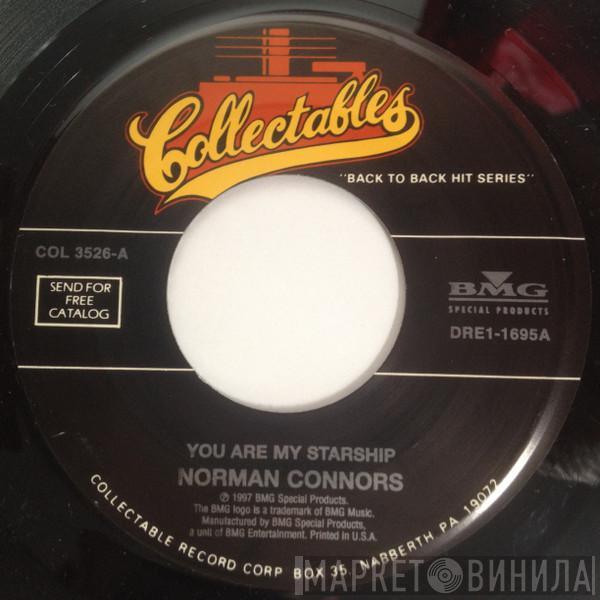 Collectables
"BACK TO BACK HIT SERIES"
COL 3526-A
SEND FOR
FREE
CATALOG
BMG
SPECIAL PRODUCTS
DRE1-1695A
YOU ARE MY STARSHIP
NORMAN CONNORS
℗ 1997 BMG Special Products.
The BMG logo is a trademark of BMG Music.
Manufactured by BMG Special Products,
a unit of BMG Entertainment. Printed in U.S.A.
COLLECTABLE RECORD CORP BOX 35, NARBERTH PA 19072
МАРКЕТ ВИНИЛА